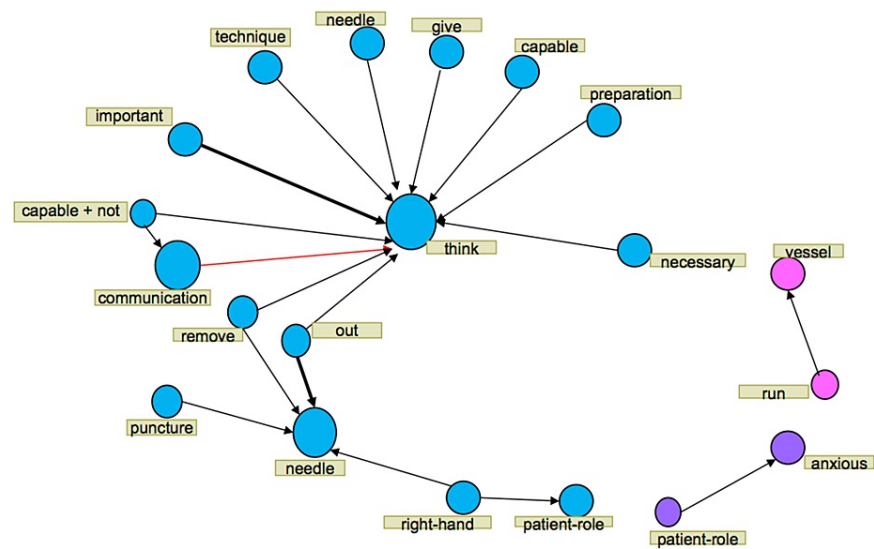 needle
give
technique
capable
preparation
important
capable + not
think
vessel
necessary
communication
out
remove
run
puncture
needle
anxious
right-hand
patient-role
patient-role